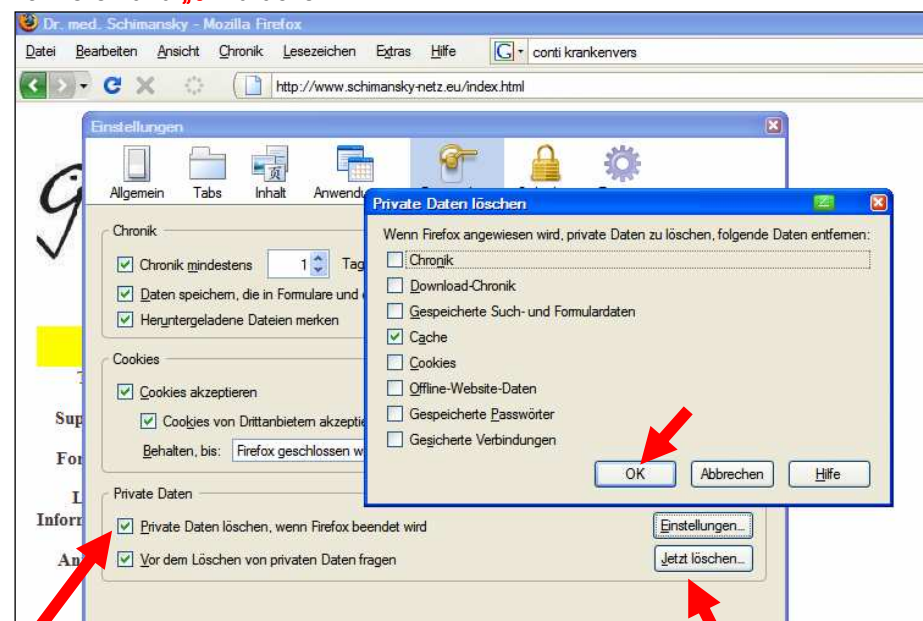 Dr. med. Schimansky - Mozilla Firefox
Datei Bearbeiten Ansicht Chronik Lesezeichen Extras Hilfe G conti krankenvers
http://www.schimansky-netz.eu/index.html
Einstellungen
Allgemein Tabs Inhalt
Private Daten löschen
Wenn Firefox angewiesen wird, private Daten zu löschen, folgende Daten entfernen:
Chronik
Download-Chronik
Gespeicherte Such- und Formulardaten
Cache
Cookies
Offline-Website-Daten
Gespeicherte Passwörter
Gesicherte Verbindungen
OK Abbrechen Hilfe
Chronik
Chronik mindestens 1 Tag
Daten speichern, die in Formulare und
Heruntergeladene Dateien merken
Cookies
Cookies akzeptieren
Cookies von Drittanbietern
Behalten, bis: Firefox geschlossen
Private Daten
Private Daten löschen, wenn Firefox beendet wird Einstellungen...
Vor dem Löschen von privaten Daten fragen Jetzt löschen...